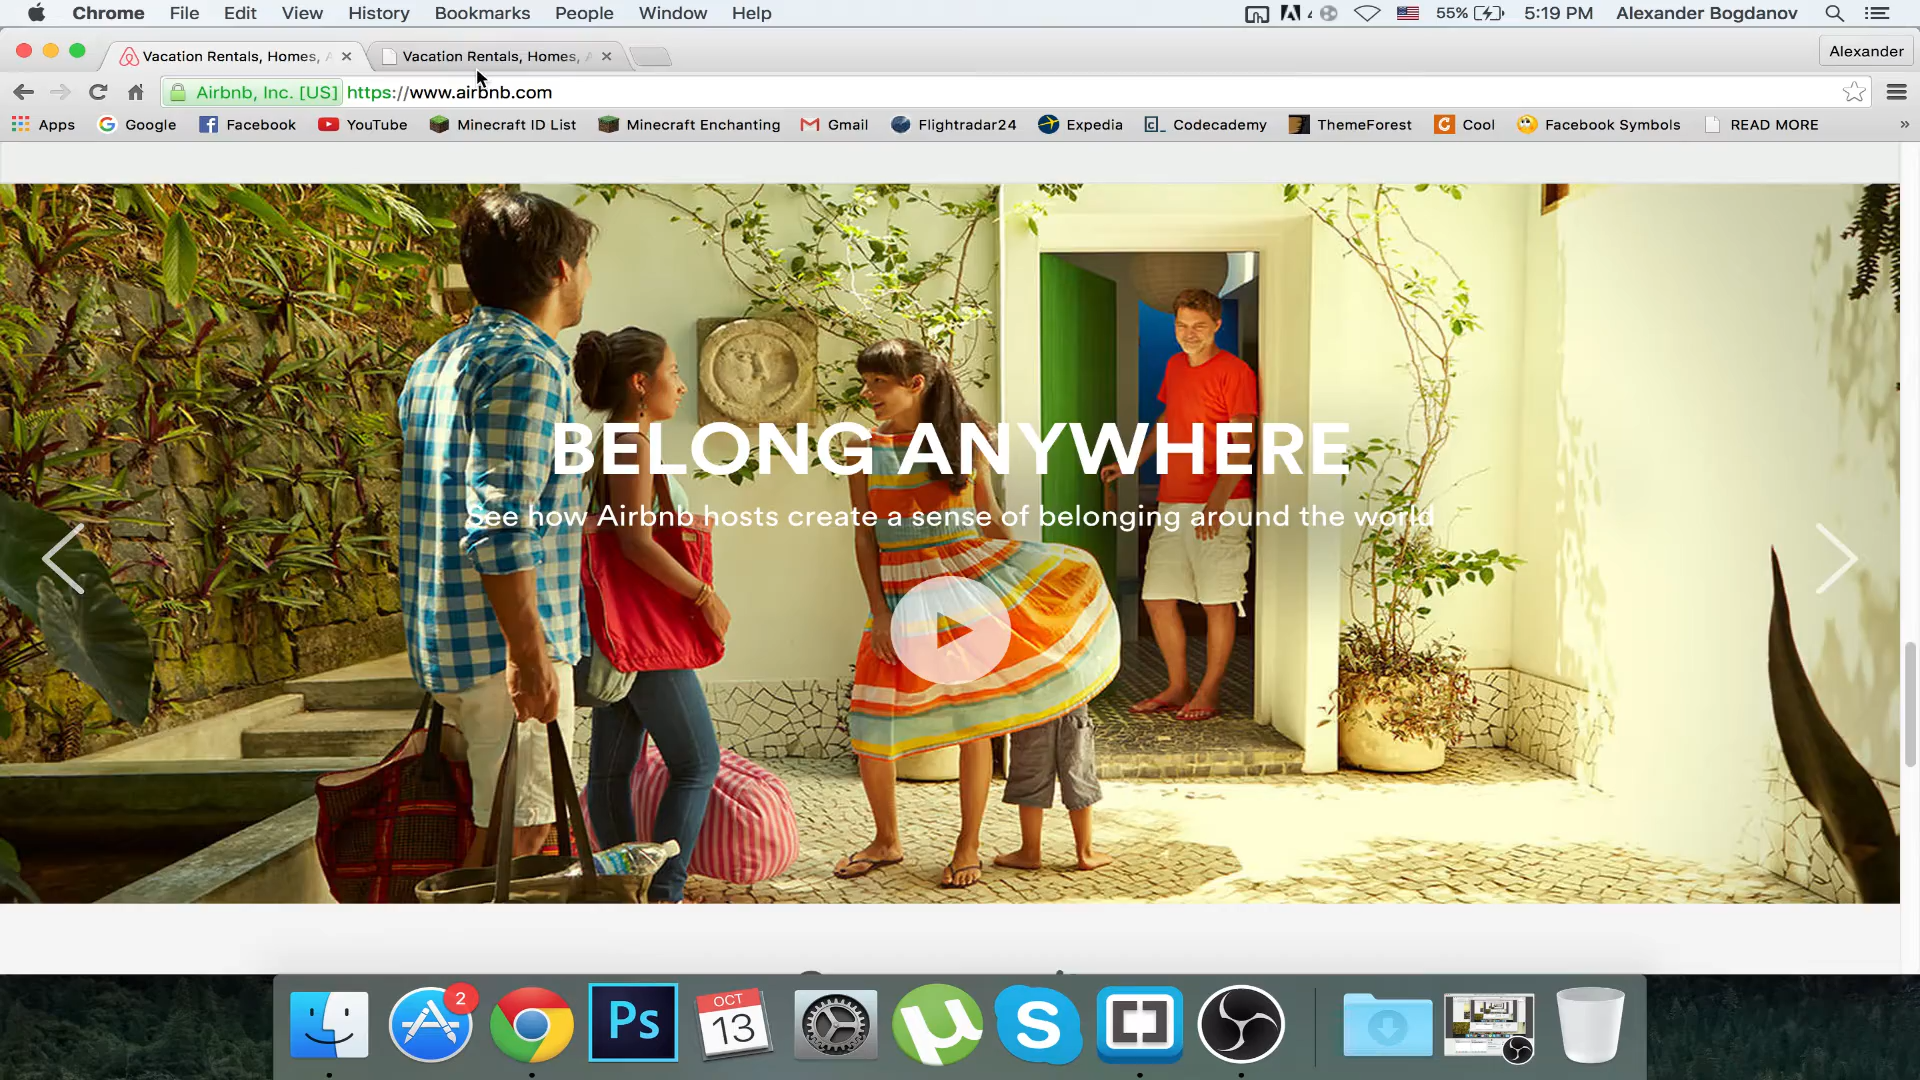 Chrome File Edit View History Bookmarks People Window Help 55% 5:19 PM Alexander Bogdanov
Vacation Rentals, Homes, Vacation Rentals, Homes, Alexander
Airbnb, Inc. [US] https://www.airbnb.com
Apps Google Facebook YouTube Minecraft ID List Minecraft Enchanting Gmail Flightradar24 Expedia Codecademy ThemeForest Cool Facebook Symbols READ MORE »
BELONG ANYWHERE
See how Airbnb hosts create a sense of belonging around the world
2
Ps
OCT
13